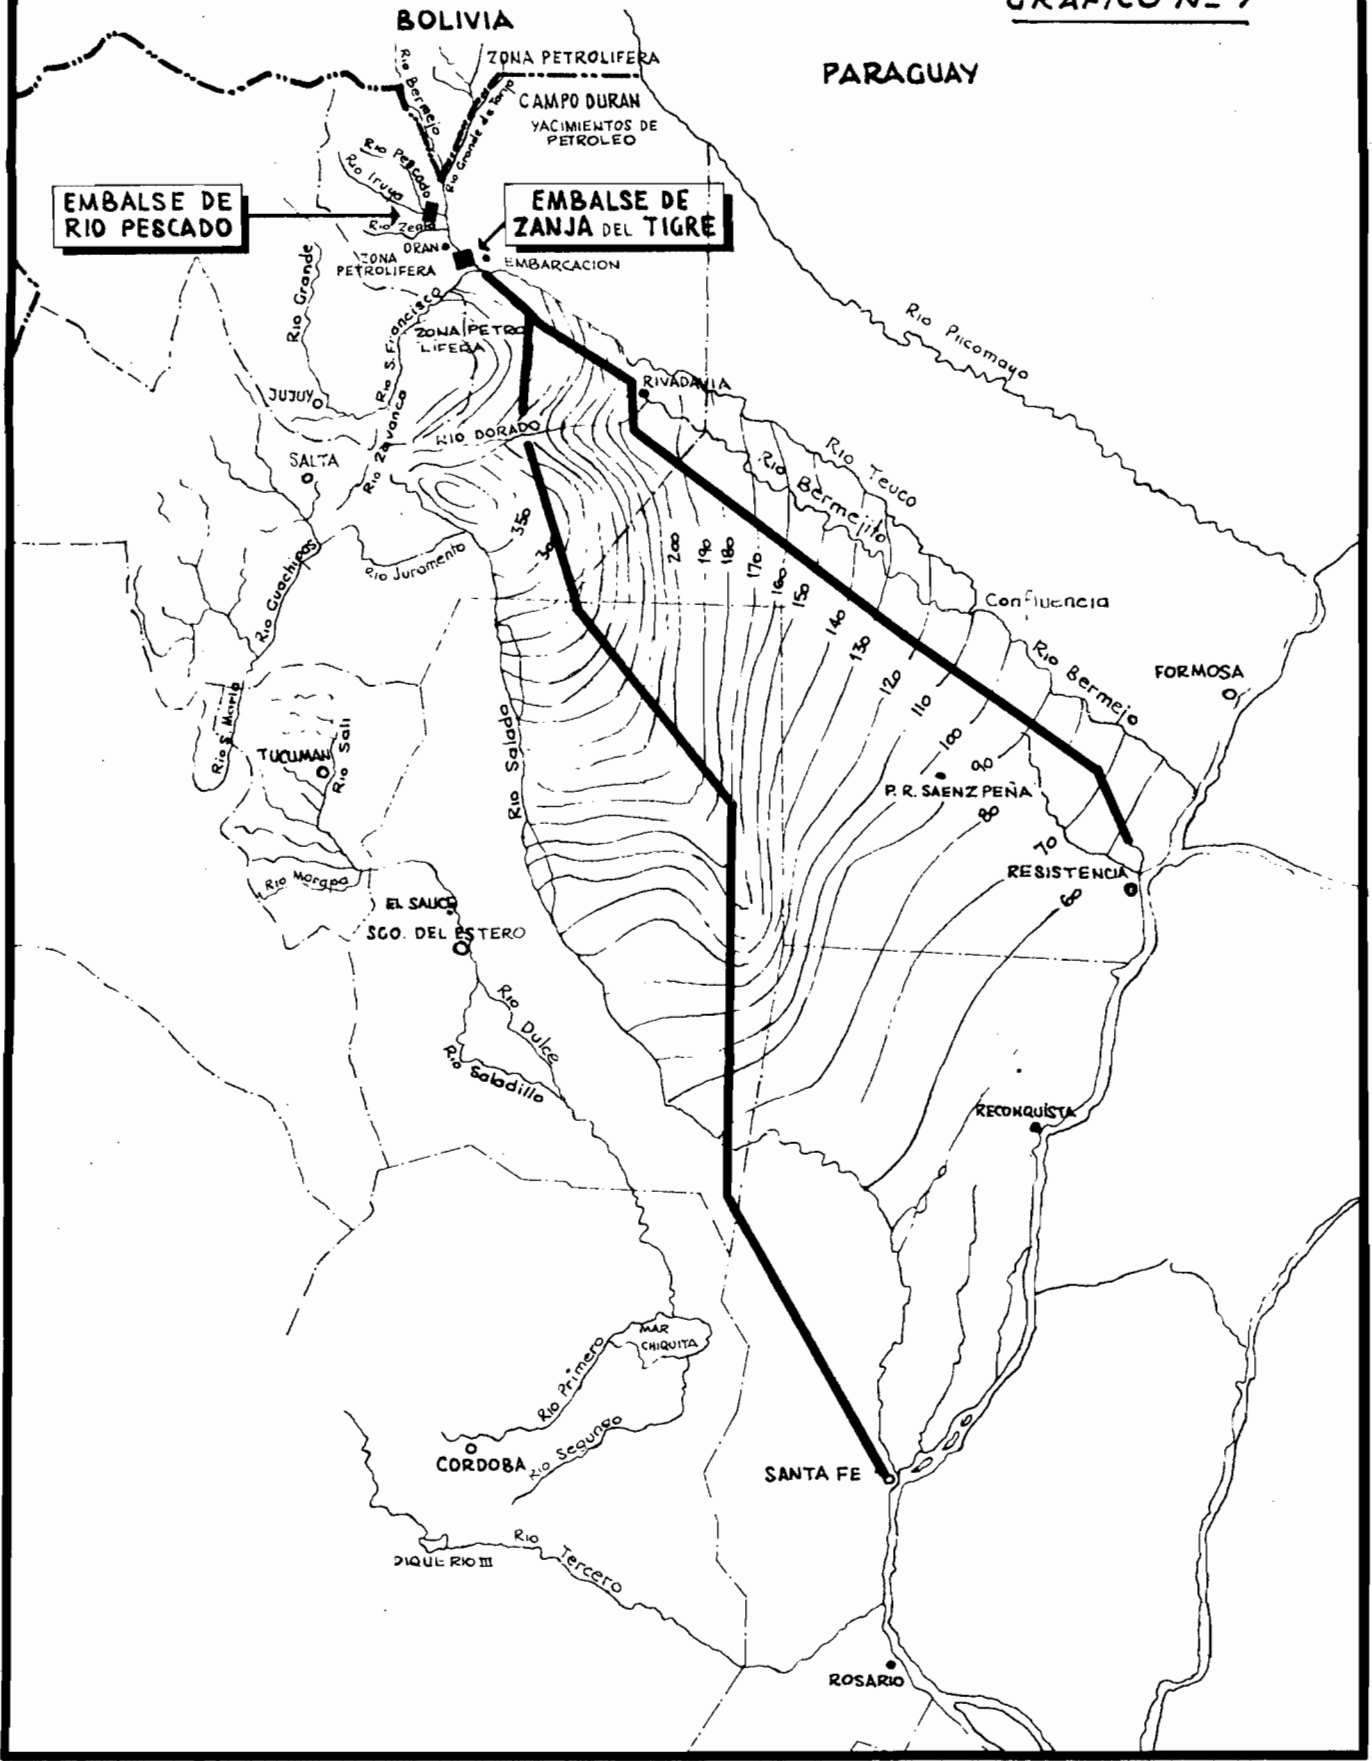 GRAFICO Nº 7
BOLIVIA
PARAGUAY
ZONA PETROLIFERA
CAMPO DURAN
YACIMIENTOS DE
PETROLEO
Rio Bermejo
Rio Grande de Tarija
Rio Pescado
Rio Iruya
EMBALSE DE
RIO PESCADO
EMBALSE DE
ZANJA DEL TIGRE
Rio Zenta
ORAN
ZONA
PETROLIFERA
EMBARCACION
Rio Grande
Rio S. Francisco
ZONA PETRO
LIFERA
Rio Pilcomayo
RIVADAVIA
JUJUY
Rio Lavanca
RIO DORADO
SALTA
Rio Teuco
Rio Bermejito
350
300
200
190
180
170
160
150
140
130
120
110
100
90
80
70
60
Rio Juramento
Rio Guachipas
Confluencia
Rio Bermejo
FORMOSA
Rio S. Maria
TUCUMAN
Rio Sali
Rio Salado
P. R. SAENZ PEÑA
RESISTENCIA
Rio Marapa
EL SAUCE
SGO. DEL ESTERO
Rio Dulce
Rio Saladillo
RECONQUISTA
MAR
CHIQUITA
Rio Primero
CORDOBA
Rio Segundo
SANTA FE
DIQUE RIO III
Rio Tercero
ROSARIO